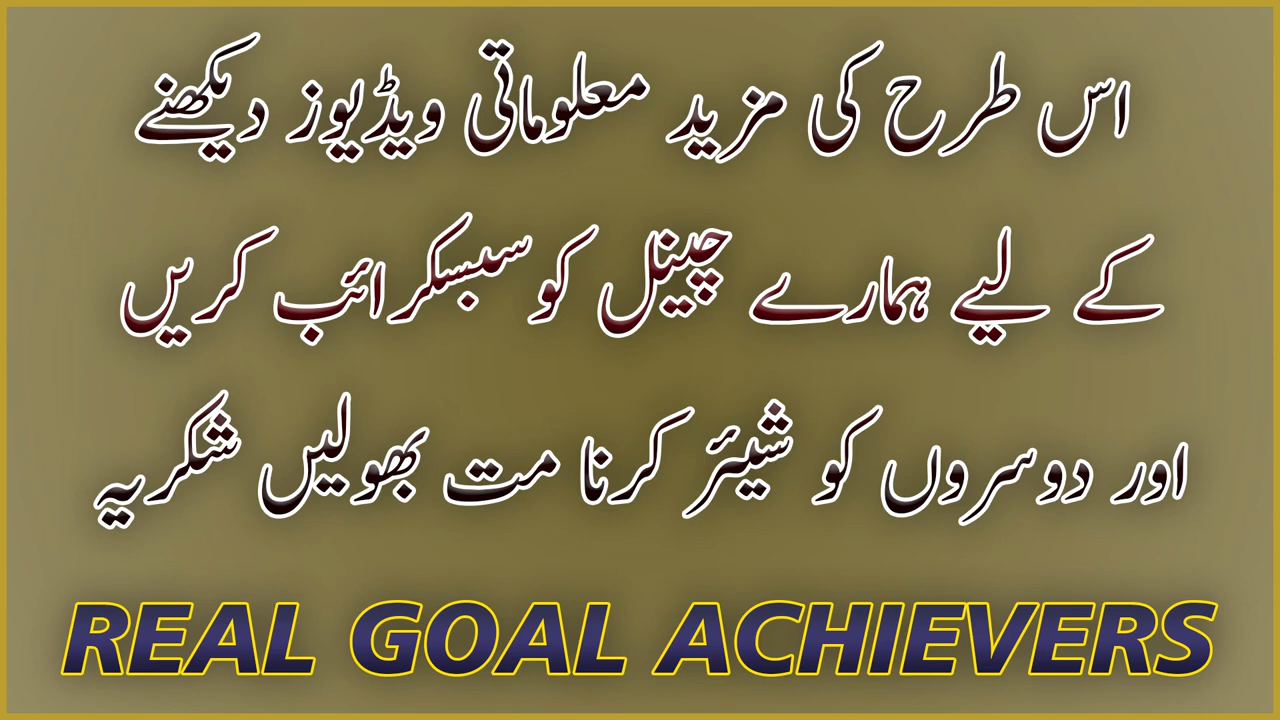 اس طرح کی مزید معلوماتی ویڈیوز دیکھنے
کے لیے ہمارے چینل کو سبسکرائب کریں
اور دوسروں کو شیئر کرنا مت بھولیں شکریہ
REAL GOAL ACHIEVERS